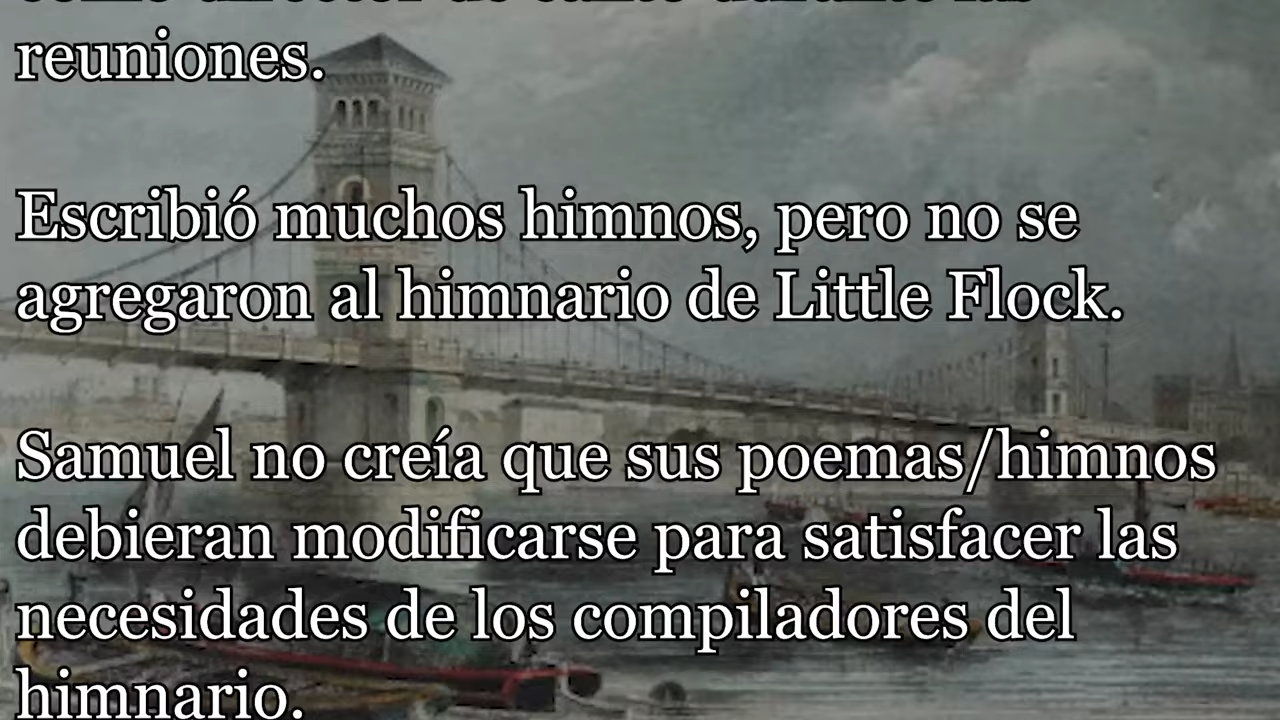 reuniones.
Escribió muchos himnos, pero no se
agregaron al himnario de Little Flock.
Samuel no creía que sus poemas/himnos
debieran modificarse para satisfacer las
necesidades de los compiladores del
himnario.